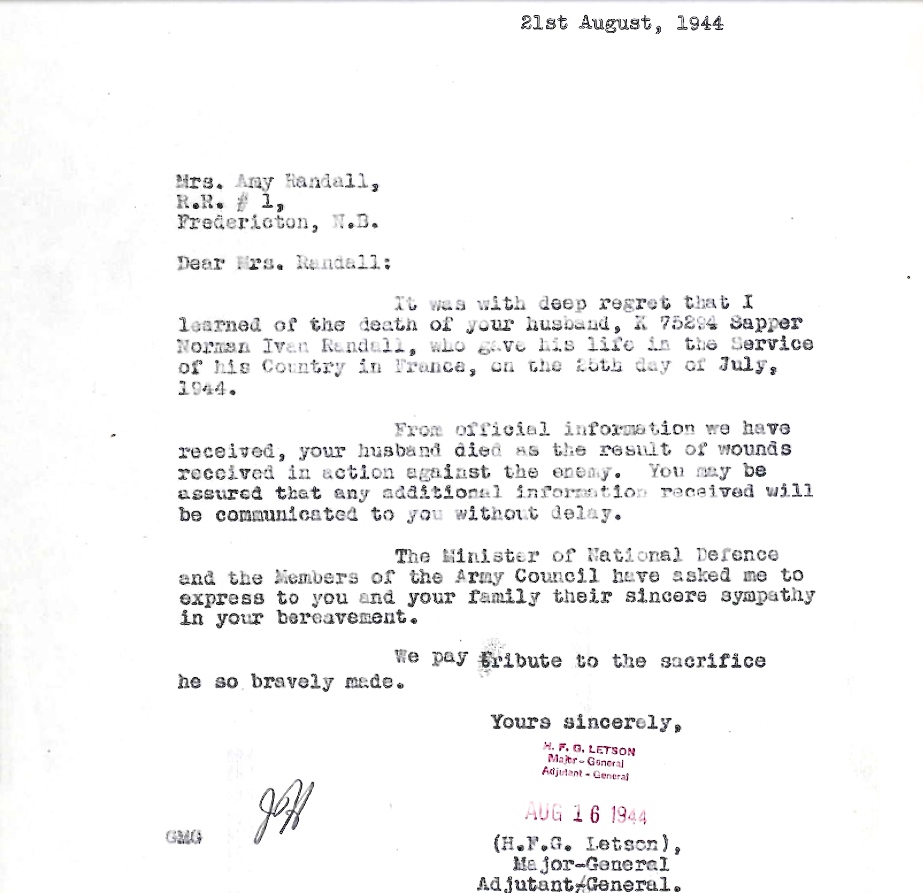 21st August, 1944
Mrs. Amy Randall,
R.R. # 1,
Fredericton, N.B.
Dear Mrs. Randall:
It was with deep regret that I
learned of the death of your husband, K 75294 Sapper
Norman Ivan Randall, who gave his life in the Service
of his Country in France, on the 25th day of July,
1944.
From official information we have
received, your husband died as the result of wounds
received in action against the enemy. You may be
assured that any additional information received will
be communicated to you without delay.
The Minister of National Defence
and the Members of the Army Council have asked me to
express to you and your family their sincere sympathy
in your bereavement.
We pay tribute to the sacrifice
he so bravely made.
Yours sincerely,
H. F. G. LETSON
Major - General
Adjutant - General
AUG 16 1944
GMG
(H.F.G. Letson),
Major-General
Adjutant-General.